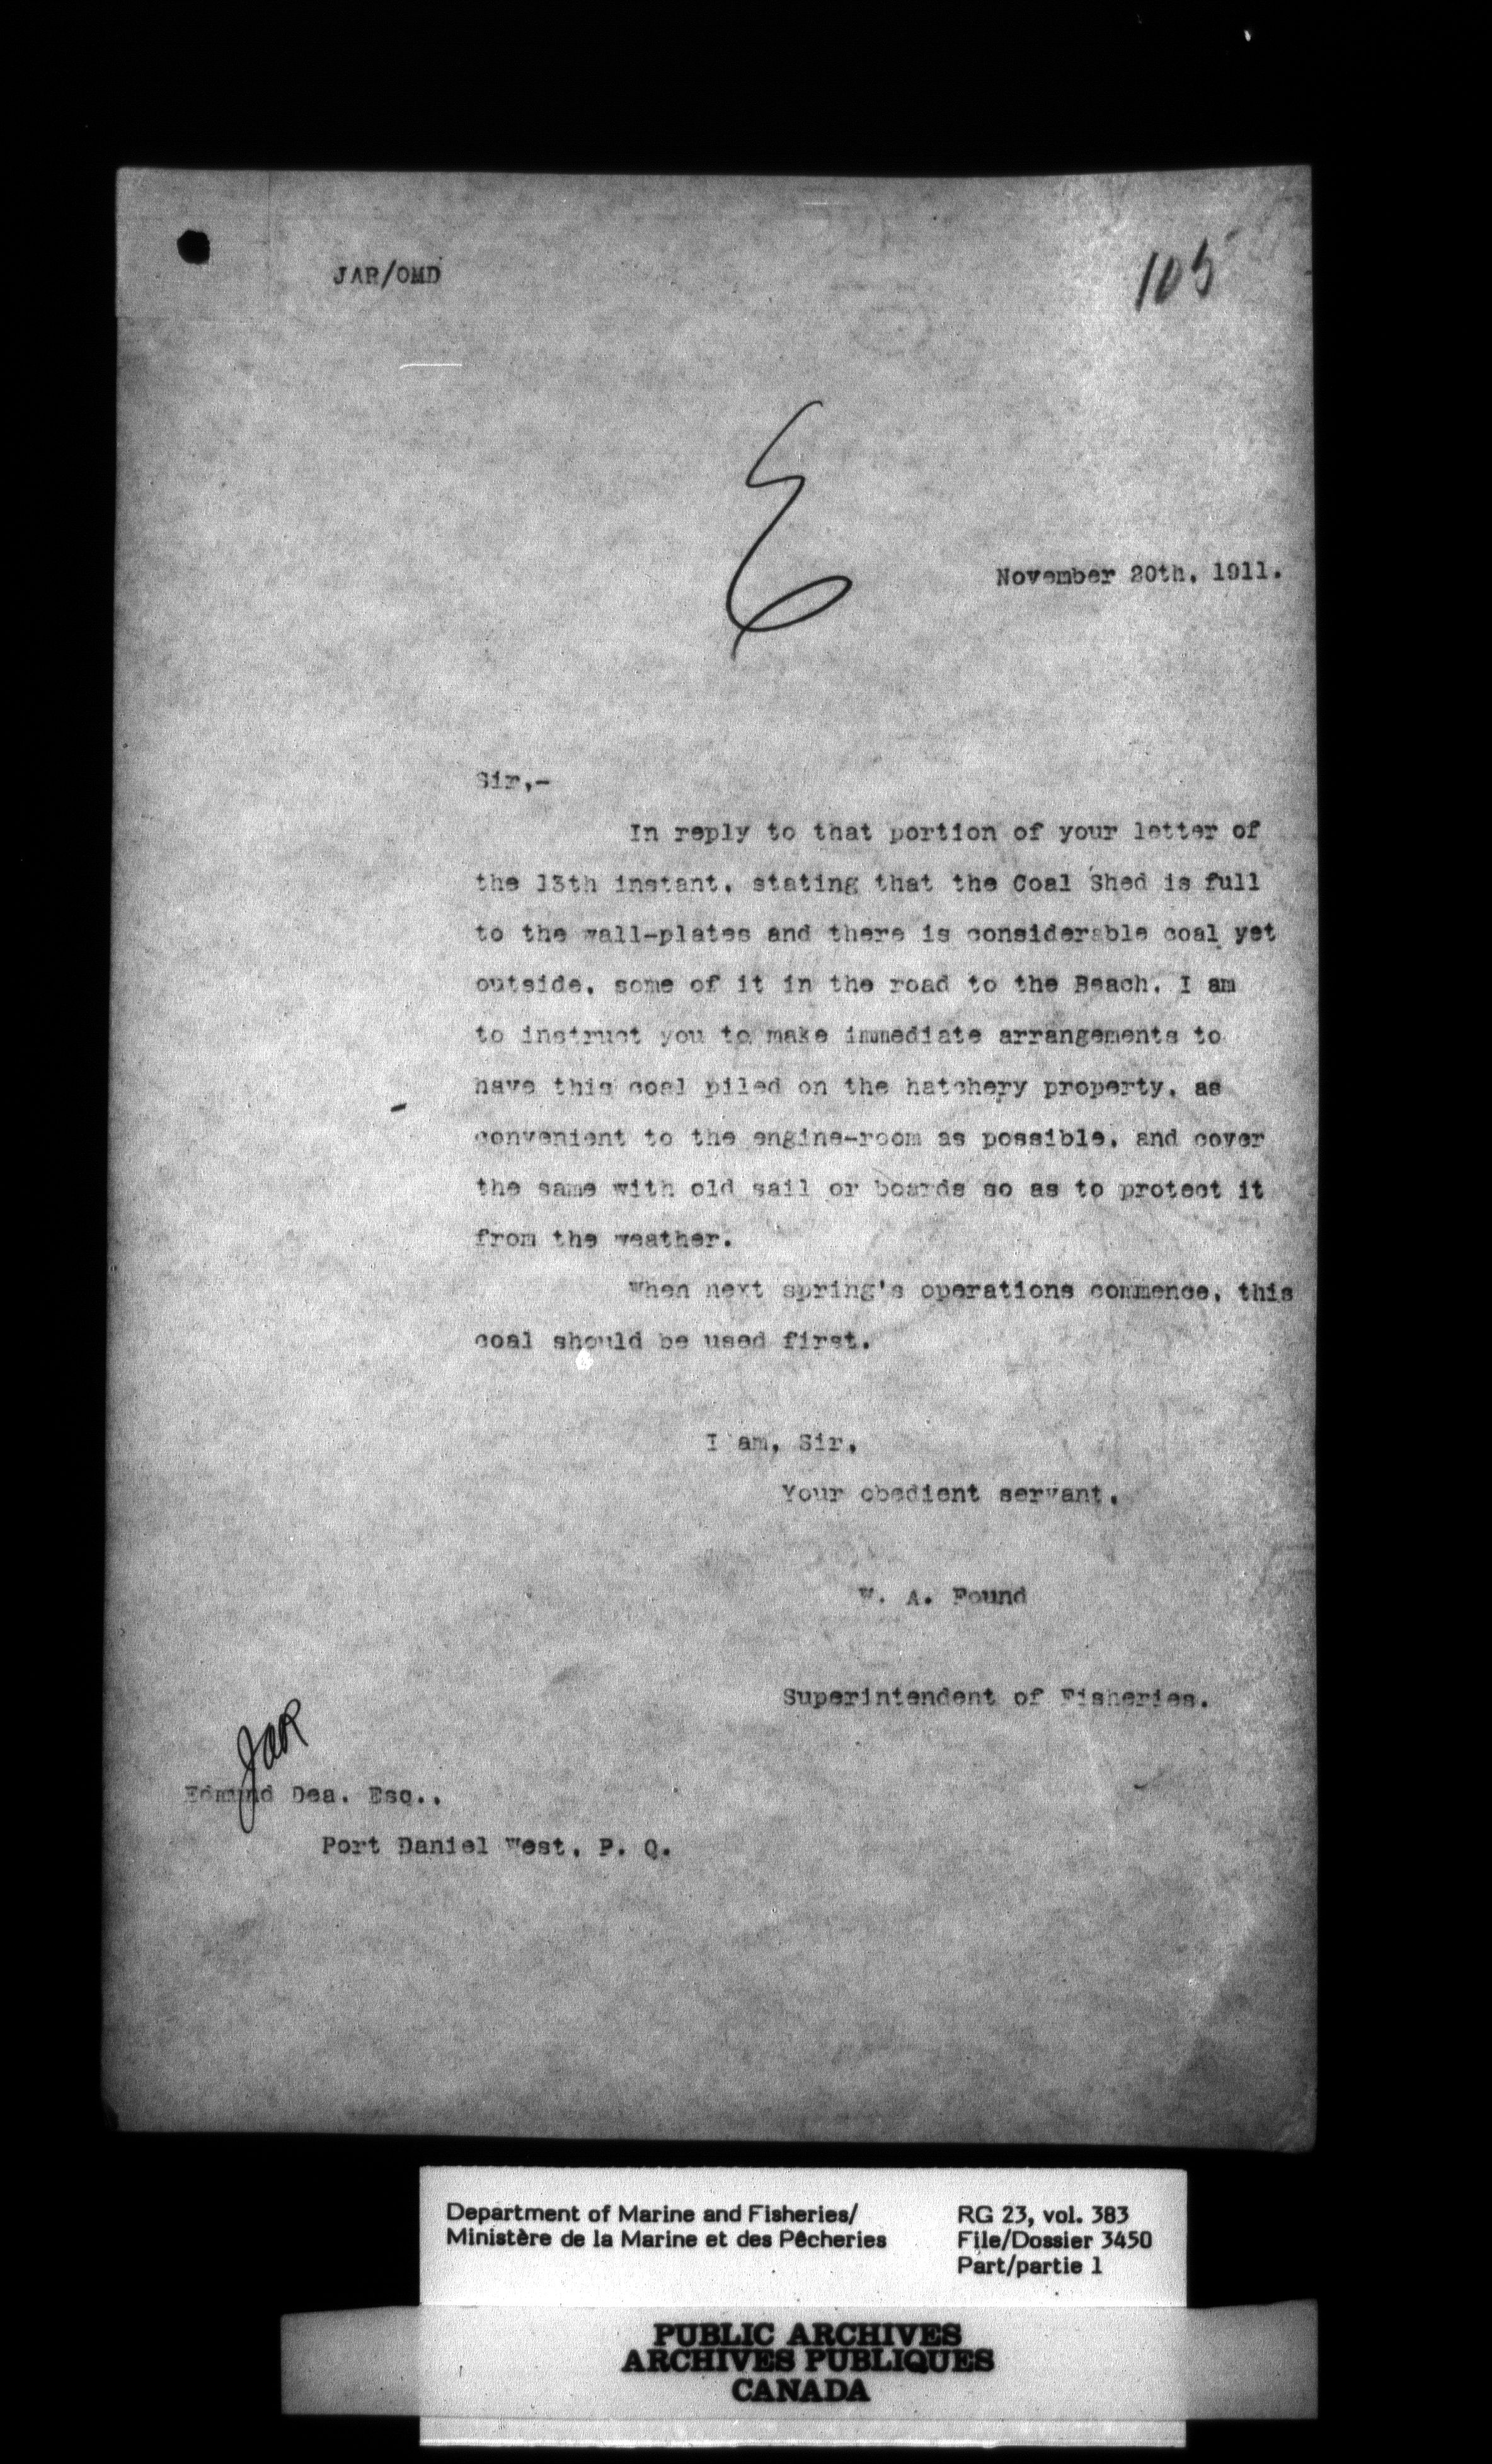 JAR/OMD
105
November 20th, 1911.
Sir,-
In reply to that portion of your letter of
the 13th instant, stating that the Coal Shed is full
to the wall-plates and there is considerable coal yet
outside, some of it in the road to the Beach, I am
to instruct you to make immediate arrangements to
have this coal piled on the hatchery property, as
convenient to the engine-room as possible, and cover
the same with old sail or boards so as to protect it
from the weather.
When next spring's operations commence, this
coal should be used first.
I am, Sir,
Your obedient servant,
W. A. Found
Superintendent of Fisheries.
JAR
Edmund Dea, Esq.,
Port Daniel West, P. Q.
Department of Marine and Fisheries/
Ministère de la Marine et des Pêcheries
RG 23, vol. 383
File/Dossier 3450
Part/partie 1
PUBLIC ARCHIVES
ARCHIVES PUBLIQUES
CANADA